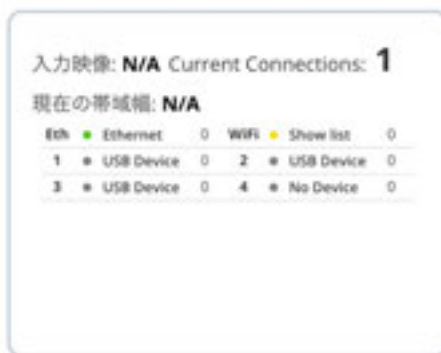 入力映像: N/A Current Connections: 1
現在の帯域幅: N/A
Eth Ethernet 0 WiFi Show list 0
1 USB Device 0 2 USB Device 0
3 USB Device 0 4 No Device 0